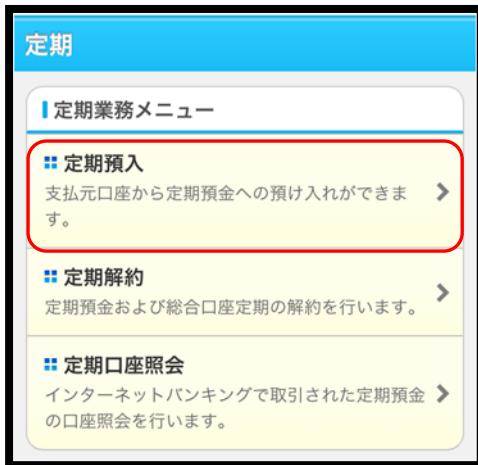 定期
定期業務メニュー
定期預入
支払元口座から定期預金への預け入れができま
す。
定期解約
定期預金および総合口座定期の解約を行います。
定期口座照会
インターネットバンキングで取引された定期預金
の口座照会を行います。